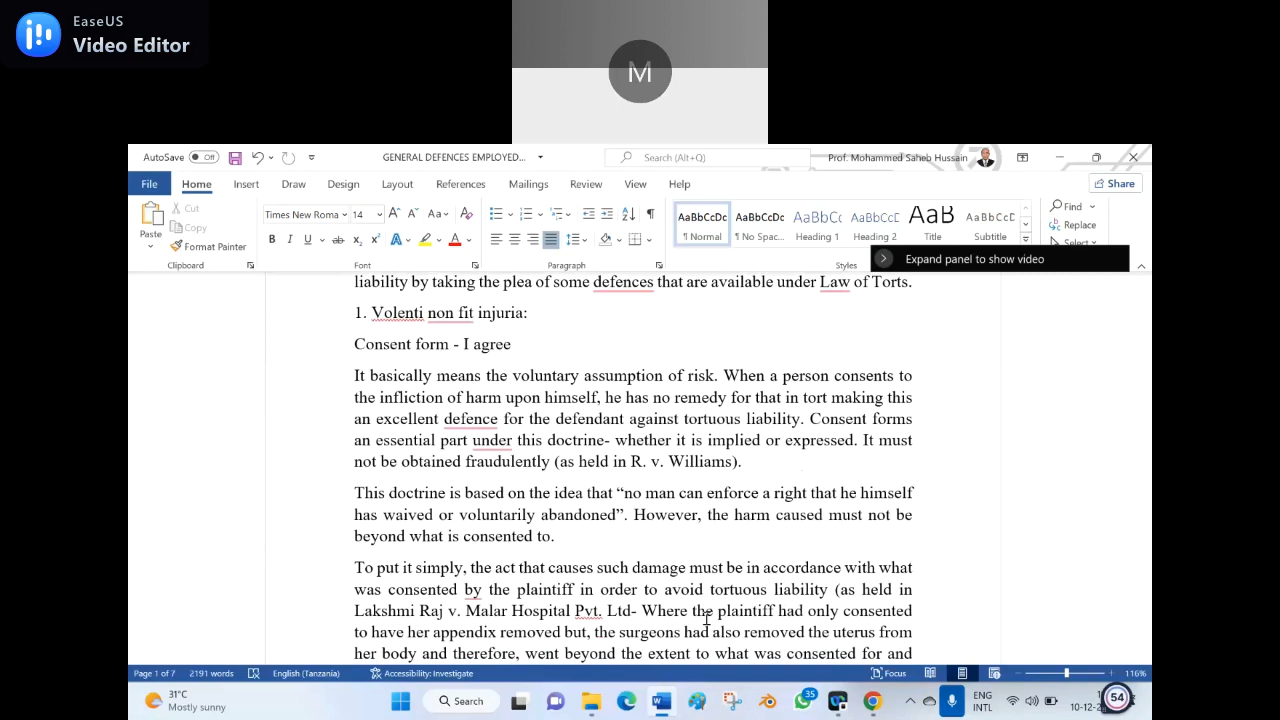 EaseUS
Video Editor
M
AutoSave Off
GENERAL DEFENCES EMPLOYED...
Search (Alt+Q)
Prof. Mohammed Saheb Hussain
File Home Insert Draw Design Layout References Mailings Review View Help
Share
Paste
Cut
Copy
Format Painter
Clipboard
Times New Roma 14
Font
Paragraph
AaBbCcDc AaBbCcDc AaBbCc AaBbCcD AaB AaBbCcD
¶ Normal ¶ No Spac... Heading 1 Heading 2 Title Subtitle
Styles
Find
Replace
Select
Expand panel to show video
liability by taking the plea of some defences that are available under Law of Torts.
1. Volenti non fit injuria:
Consent form - I agree
It basically means the voluntary assumption of risk. When a person consents to
the infliction of harm upon himself, he has no remedy for that in tort making this
an excellent defence for the defendant against tortuous liability. Consent forms
an essential part under this doctrine- whether it is implied or expressed. It must
not be obtained fraudulently (as held in R. v. Williams).
This doctrine is based on the idea that “no man can enforce a right that he himself
has waived or voluntarily abandoned”. However, the harm caused must not be
beyond what is consented to.
To put it simply, the act that causes such damage must be in accordance with what
was consented by the plaintiff in order to avoid tortuous liability (as held in
Lakshmi Raj v. Malar Hospital Pvt. Ltd- Where the plaintiff had only consented
to have her appendix removed but, the surgeons had also removed the uterus from
her body and therefore, went beyond the extent to what was consented for and
Page 1 of 7 2191 words English (Tanzania) Accessibility: Investigate
Focus 116%
31°C
Mostly sunny
Search
35
ENG
INTL
54